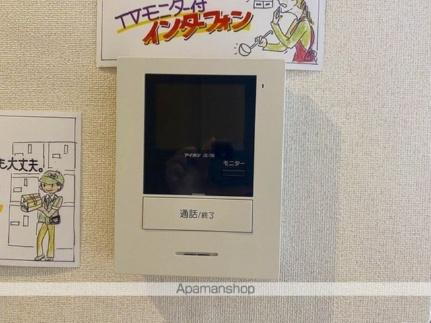 TVモニター付
インターフォン
も大丈夫。
アイホン
モニター
通話/終了
Apamanshop